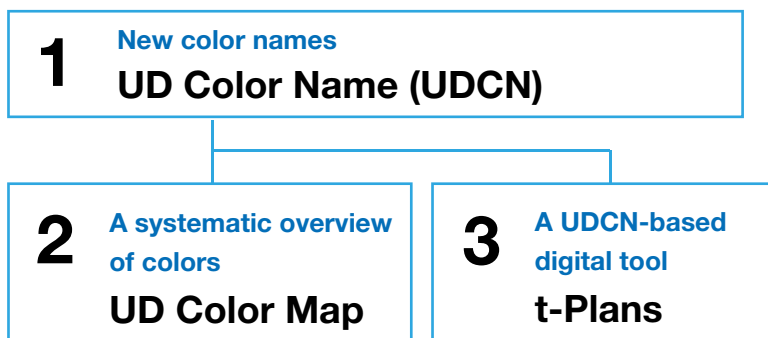 1
New color names
UD Color Name (UDCN)
2
A systematic overview
of colors
UD Color Map
3
A UDCN-based
digital tool
t-Plans